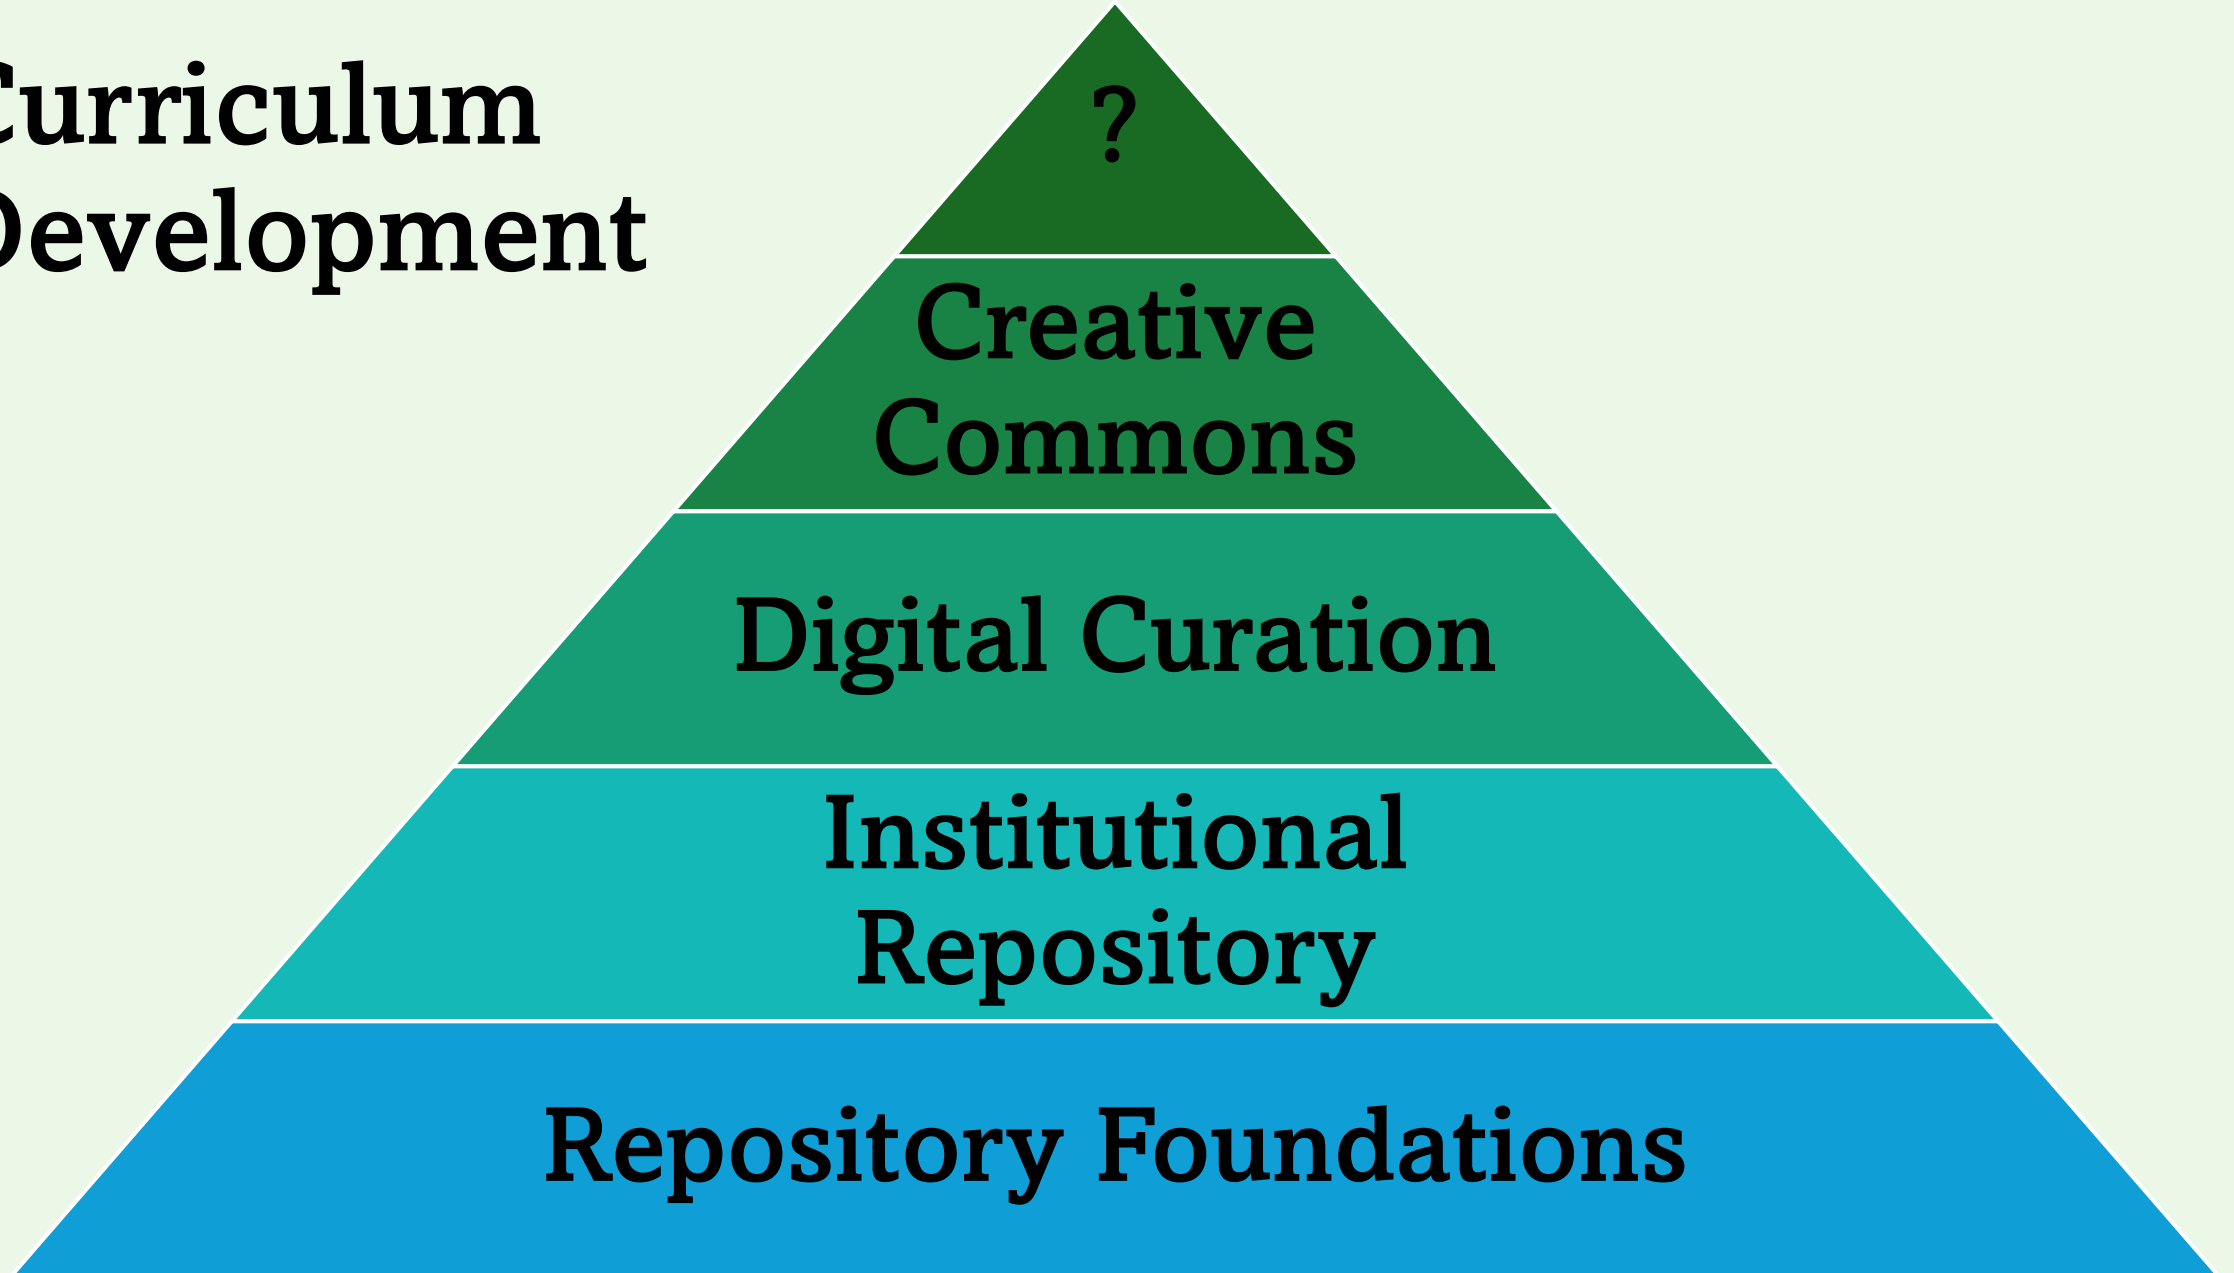 Curriculum
Development
?
Creative
Commons
Digital Curation
Institutional
Repository
Repository Foundations